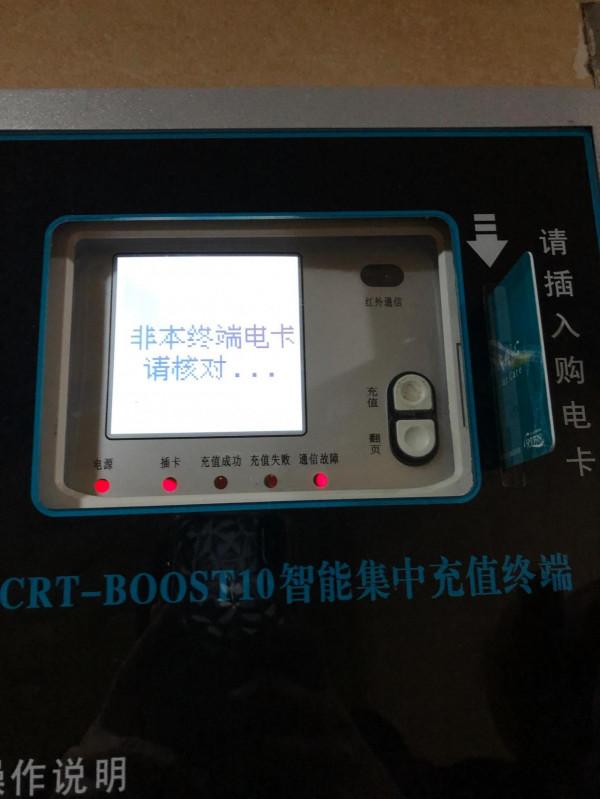 非本终端电卡
请核对...
红外通信
充值
翻页
电源 插卡 充值成功 充值失败 通信故障
请插入购电卡
CRT-BOOST10智能集中充值终端
操作说明